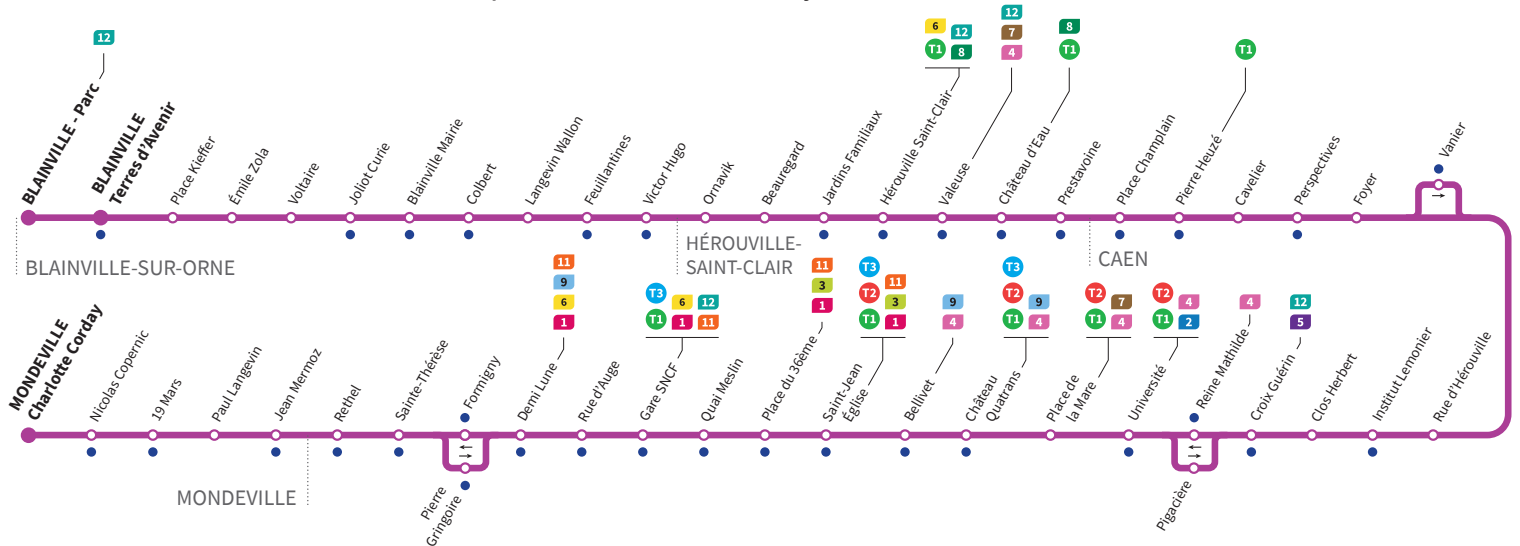 12
BLAINVILLE - Parc
BLAINVILLE
Terres d'Avenir
Place Kieffer
Émile Zola
Voltaire
Joliot Curie
Blainville Mairie
Colbert
Langevin Wallon
Feuillantines
Victor Hugo
Ornavik
Beauregard
Jardins Familiaux
6
12
T1
8
Hérouville Saint-Clair
12
7
4
Valeuse
8
T1
Château d'Eau
Prestavoine
Place Champlain
T1
Pierre Heuzé
Cavelier
Perspectives
Foyer
Vanier
BLAINVILLE-SUR-ORNE
HÉROUVILLE-
SAINT-CLAIR
CAEN
MONDEVILLE
Charlotte Corday
Nicolas Copernic
19 Mars
Paul Langevin
Jean Mermoz
Rethel
Sainte-Thérèse
Formigny
Pierre
Gringoire
11
9
6
1
Demi Lune
Rue d'Auge
T3
6
12
T1
1
11
Gare SNCF
Quai Meslin
11
3
1
Place du 36ème
T3
T2
11
3
T1
1
Saint-Jean
Église
9
4
Bellivet
T3
T2
9
T1
4
Château
Quatrans
T2
7
T1
4
Place de
la Mare
T2
4
T1
2
Université
4
Reine Mathilde
Pigacière
12
5
Croix Guérin
Clos Herbert
Institut Lemonier
Rue d'Hérouville
MONDEVILLE